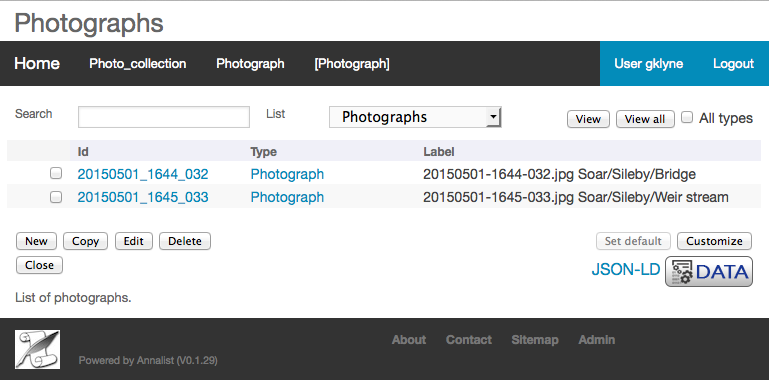 Photographs
Home Photo_collection Photograph [Photograph] User gklyne Logout
Search List Photographs View View all All types
Id Type Label
20150501_1644_032 Photograph 20150501-1644-032.jpg Soar/Sileby/Bridge
20150501_1645_033 Photograph 20150501-1645-033.jpg Soar/Sileby/Weir stream
New Copy Edit Delete Set default Customize
Close JSON-LD DATA
List of photographs.
About Contact Sitemap Admin
Powered by Annalist (V0.1.29)